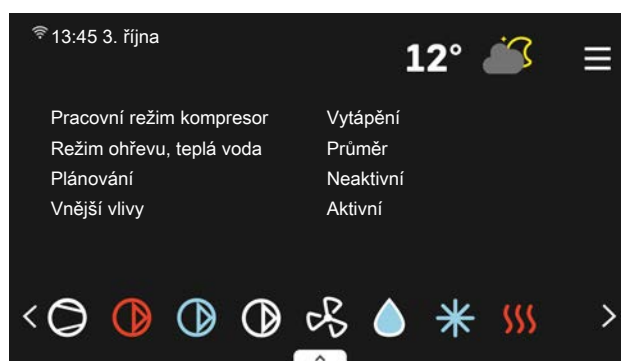 13:45 3. října
12°
Pracovní režim kompresor Vytápění
Režim ohřevu, teplá voda Průměr
Plánování Neaktivní
Vnější vlivy Aktivní